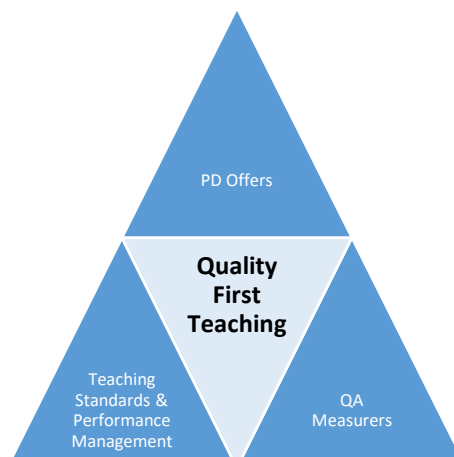 PD Offers
Quality
First
Teaching
Teaching
Standards &
Performance
Management
QA
Measurers